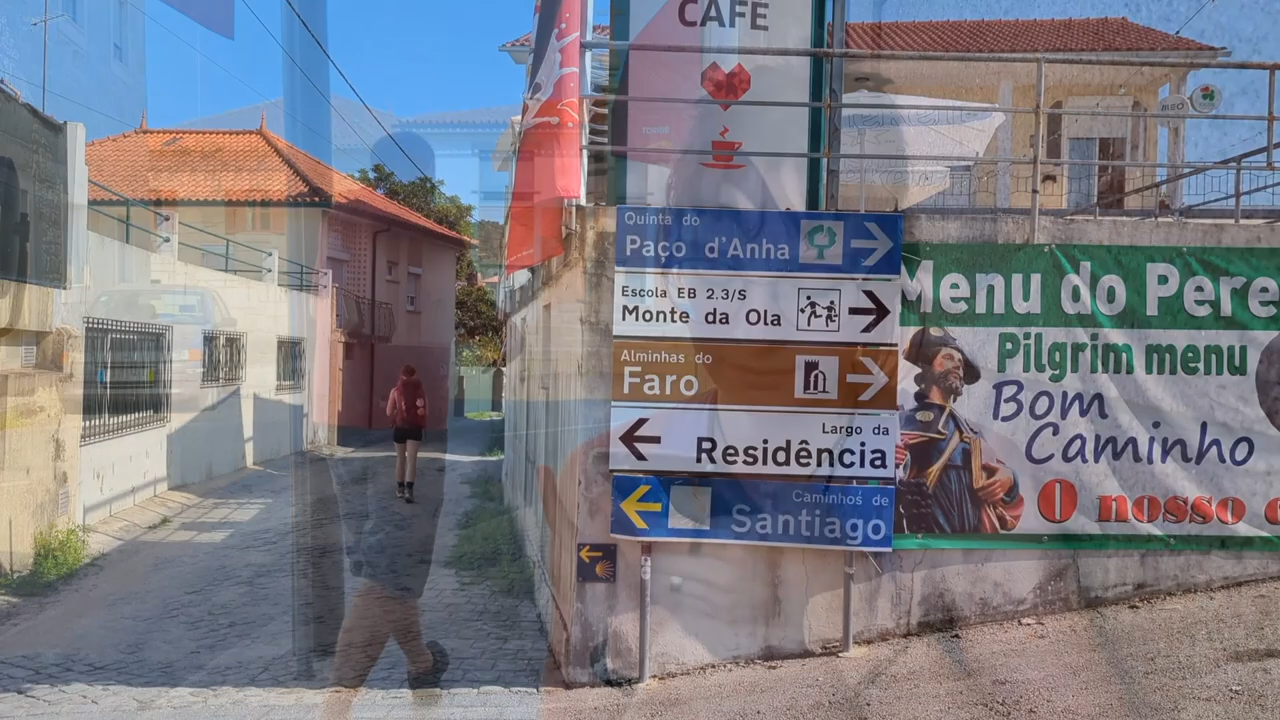 CAFÉ
Quinta do
Paço d'Anha
Escola EB 2.3/S
Monte da Ola
Alminhas do
Faro
Largo da
Residência
Caminhos de
Santiago
Menu do Pere
Pilgrim menu
Bom
Caminho
O nosso